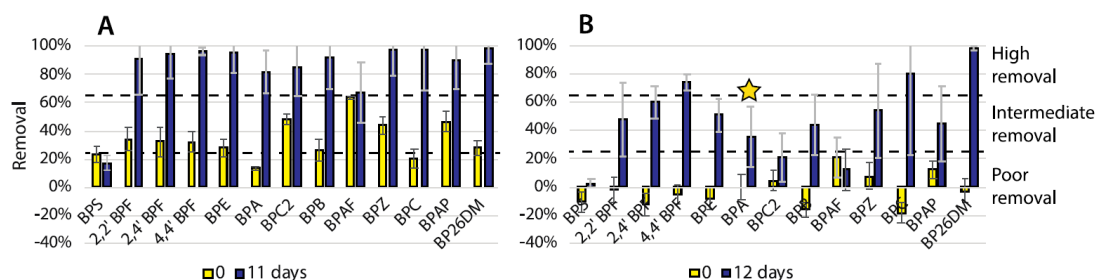 A
B
Removal
100%
80%
60%
40%
20%
0%
-20%
-40%
BPS
2,2' BPF
2,4' BPF
4,4' BPF
BPE
BPA
BPC2
BPB
BPAF
BPZ
BPC
BPAP
BP26DM
0 11 days
100%
80%
60%
40%
20%
0%
-20%
-40%
BPS
2,2' BPF
2,4' BPF
4,4' BPF
BPE
BPA
BPC2
BPB
BPAF
BPZ
BPC
BPAP
BP26DM
0 12 days
High
removal
Intermediate
removal
Poor
removal